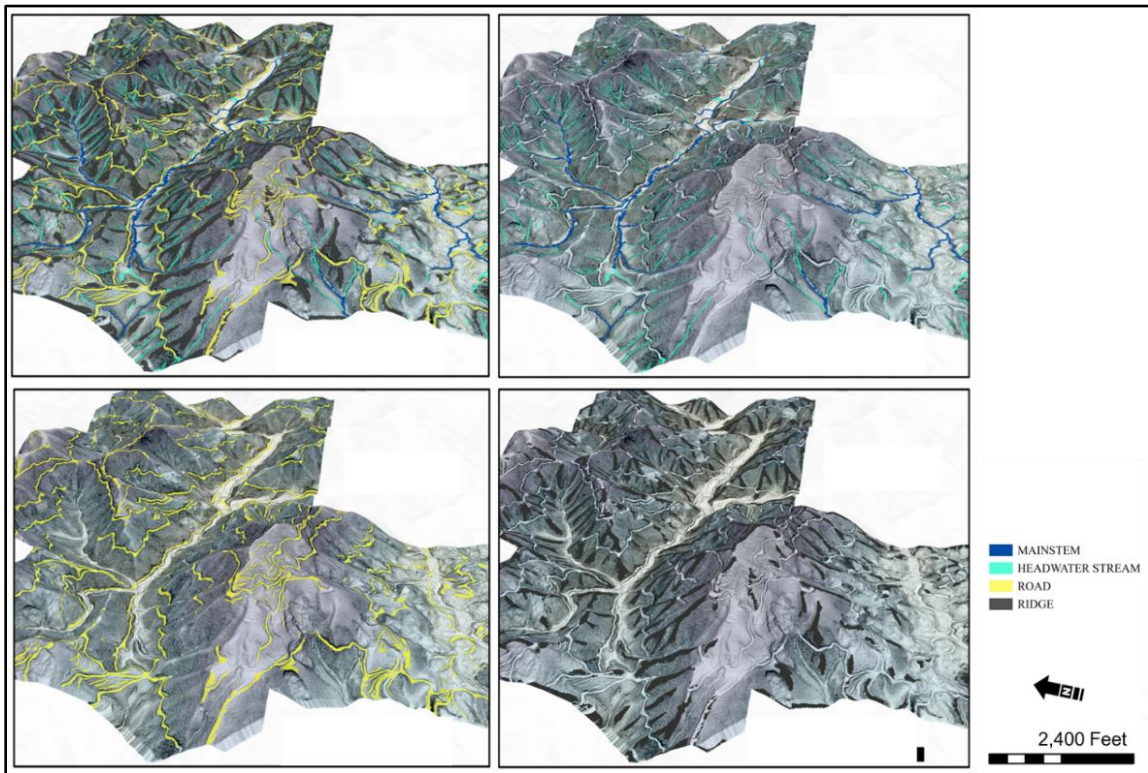 MAINSTEM
HEADWATER STREAM
ROAD
RIDGE
N
2,400 Feet